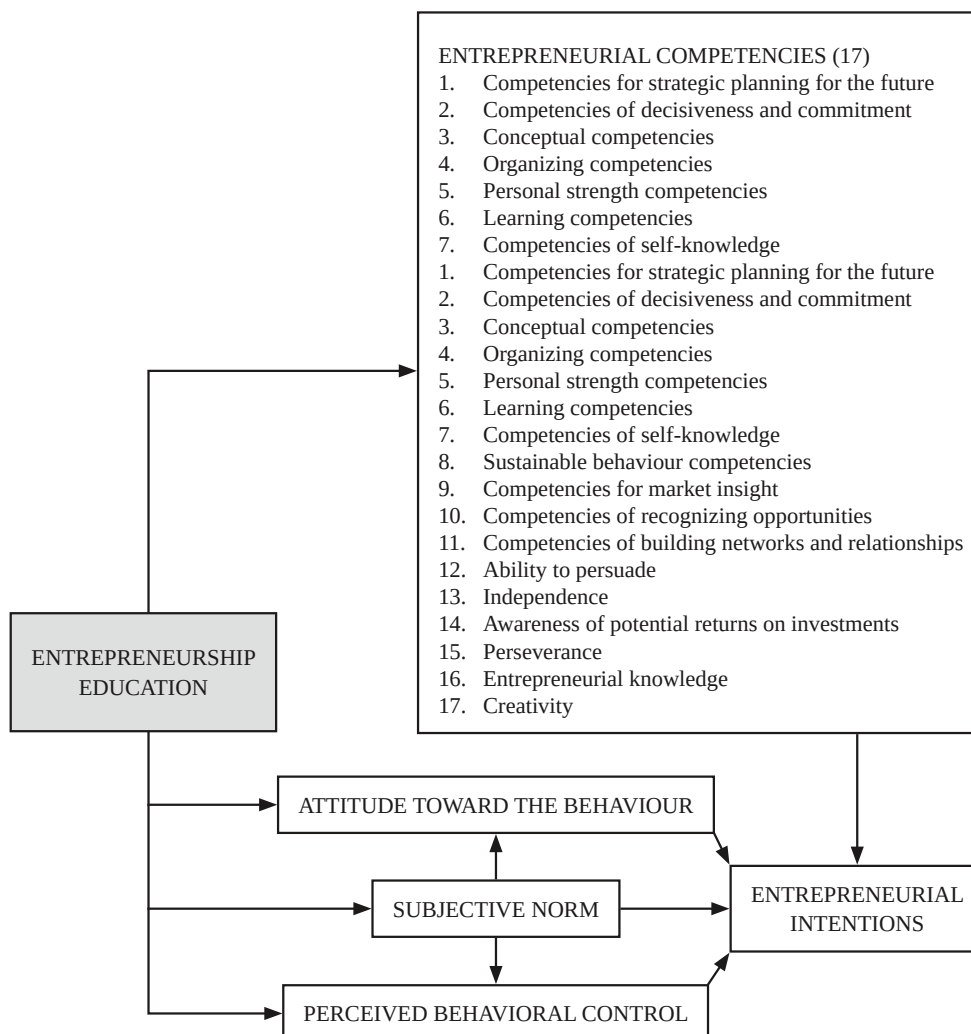 ENTREPRENEURIAL COMPETENCIES (17)
1. Competencies for strategic planning for the future
2. Competencies of decisiveness and commitment
3. Conceptual competencies
4. Organizing competencies
5. Personal strength competencies
6. Learning competencies
7. Competencies of self-knowledge
1. Competencies for strategic planning for the future
2. Competencies of decisiveness and commitment
3. Conceptual competencies
4. Organizing competencies
5. Personal strength competencies
6. Learning competencies
7. Competencies of self-knowledge
8. Sustainable behaviour competencies
9. Competencies for market insight
10. Competencies of recognizing opportunities
11. Competencies of building networks and relationships
12. Ability to persuade
13. Independence
14. Awareness of potential returns on investments
15. Perseverance
16. Entrepreneurial knowledge
17. Creativity
ENTREPRENEURSHIP
EDUCATION
ATTITUDE TOWARD THE BEHAVIOUR
SUBJECTIVE NORM
PERCEIVED BEHAVIORAL CONTROL
ENTREPRENEURIAL
INTENTIONS